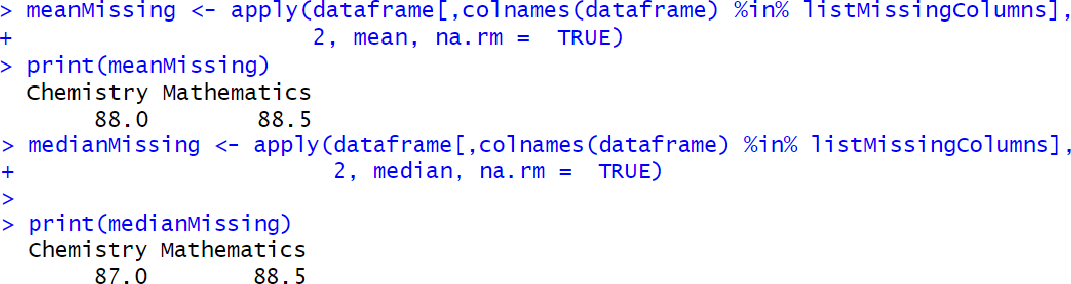 > meanMissing <- apply(dataframe[,colnames(dataframe) %in% listMissingColumns],
+                      2, mean, na.rm =  TRUE)
> print(meanMissing)
  Chemistry Mathematics
       88.0        88.5
> medianMissing <- apply(dataframe[,colnames(dataframe) %in% listMissingColumns],
+                        2, median, na.rm =  TRUE)
>
> print(medianMissing)
  Chemistry Mathematics
       87.0        88.5